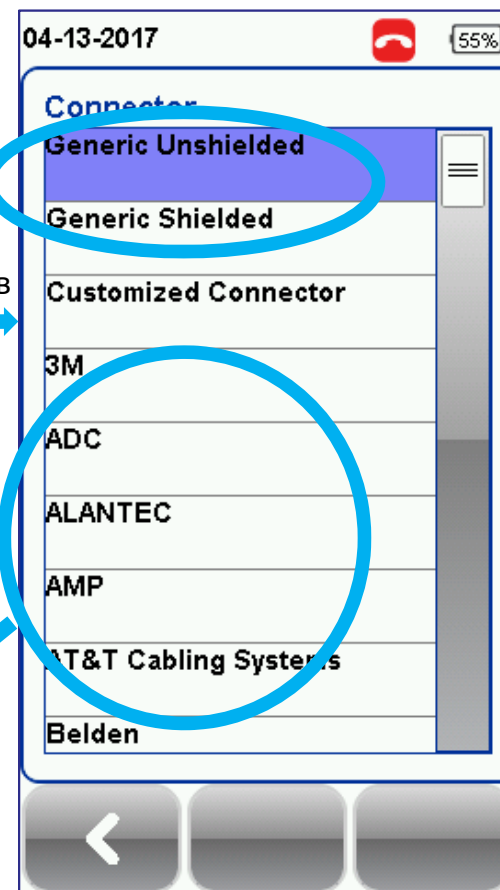 04-13-2017
55%
Connector
Generic Unshielded
Generic Shielded
в
Customized Connector
3M
ADC
ALANTEC
AMP
AT&T Cabling Systems
Belden